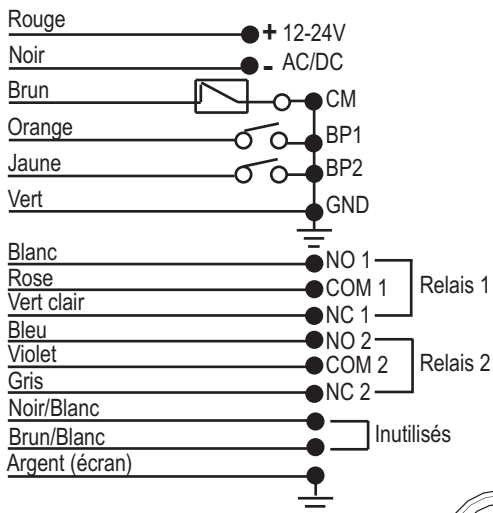 Rouge + 12-24V
Noir - AC/DC
Brun CM
Orange BP1
Jaune BP2
Vert GND
Blanc NO 1
Rose COM 1 Relais 1
Vert clair NC 1
Bleu NO 2
Violet COM 2 Relais 2
Gris NC 2
Noir/Blanc
Brun/Blanc Inutilisés
Argent (écran)